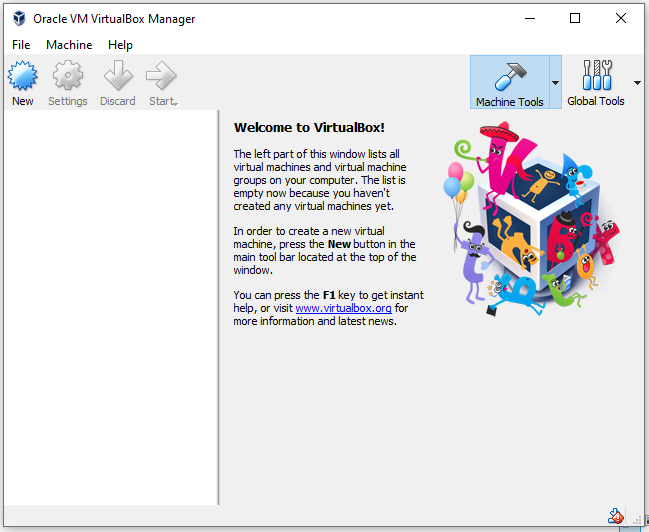 Oracle VM VirtualBox Manager
File Machine Help
New Settings Discard Start
Machine Tools Global Tools
Welcome to VirtualBox!
The left part of this window lists all
virtual machines and virtual machine
groups on your computer. The list is
empty now because you haven't
created any virtual machines yet.
In order to create a new virtual
machine, press the New button in the
main tool bar located at the top of the
window.
You can press the F1 key to get instant
help, or visit www.virtualbox.org for
more information and latest news.